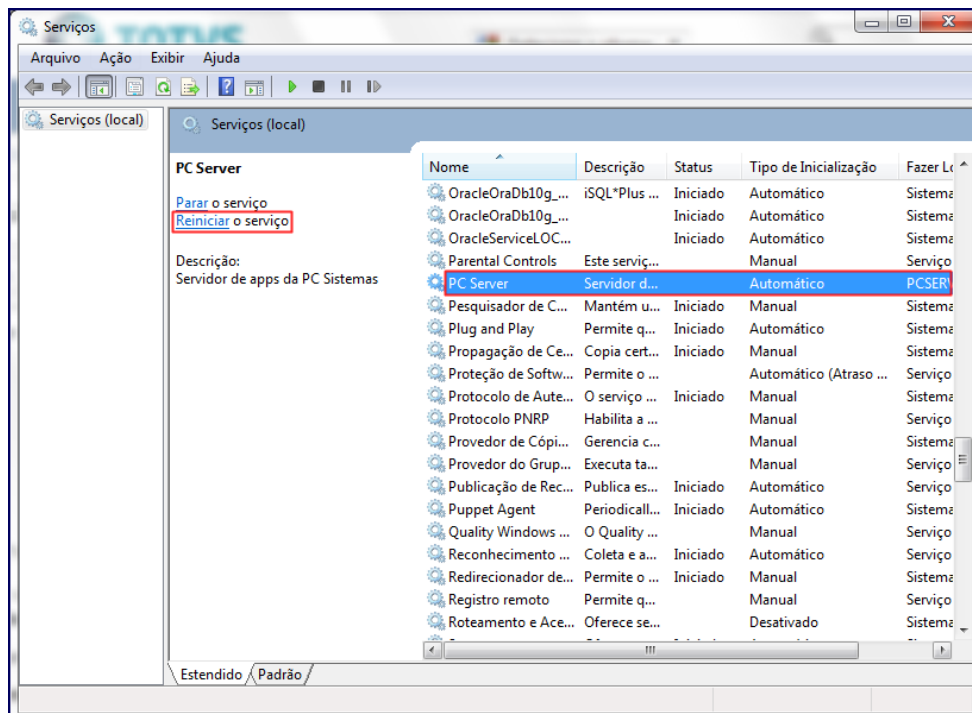 Serviços
TOTVS
Arquivo Ação Exibir Ajuda
Serviços (local)
Serviços (local)
PC Server
Parar o serviço
Reiniciar o serviço
Descrição:
Servidor de apps da PC Sistemas
Nome Descrição Status Tipo de Inicialização Fazer Lo
OracleOraDb10g_... iSQL*Plus ... Iniciado Automático Sistema
OracleOraDb10g_... Iniciado Automático Sistema
OracleServiceLOC... Iniciado Automático Sistema
Parental Controls Este serviç... Manual Serviço
PC Server Servidor d... Automático PCSERV
Pesquisador de C... Mantém u... Iniciado Manual Sistema
Plug and Play Permite q... Iniciado Automático Sistema
Propagação de Ce... Copia cert... Iniciado Manual Sistema
Proteção de Softw... Permite o ... Automático (Atraso ... Serviço
Protocolo de Aute... O serviço ... Iniciado Manual Sistema
Protocolo PNRP Habilita a ... Manual Serviço
Provedor de Cópi... Gerencia c... Manual Sistema
Provedor do Grup... Executa ta... Manual Serviço
Publicação de Rec... Publica es... Iniciado Automático Serviço
Puppet Agent Periodicall... Iniciado Automático Sistema
Quality Windows ... O Quality ... Manual Serviço
Reconhecimento ... Coleta e a... Iniciado Automático Serviço
Redirecionador de... Permite o ... Iniciado Manual Sistema
Registro remoto Permite q... Manual Serviço
Roteamento e Ace... Oferece se... Desativado Sistema
Estendido Padrão